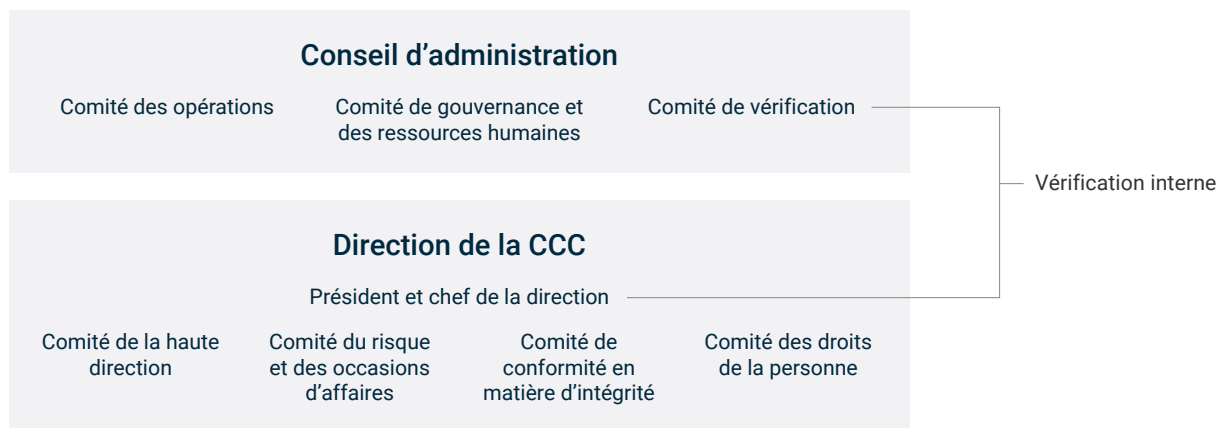 Conseil d’administration
Comité des opérations
Comité de gouvernance et
des ressources humaines
Comité de vérification
Vérification interne
Direction de la CCC
Président et chef de la direction
Comité de la haute
direction
Comité du risque
et des occasions
d’affaires
Comité de
conformité en
matière d’intégrité
Comité des droits
de la personne